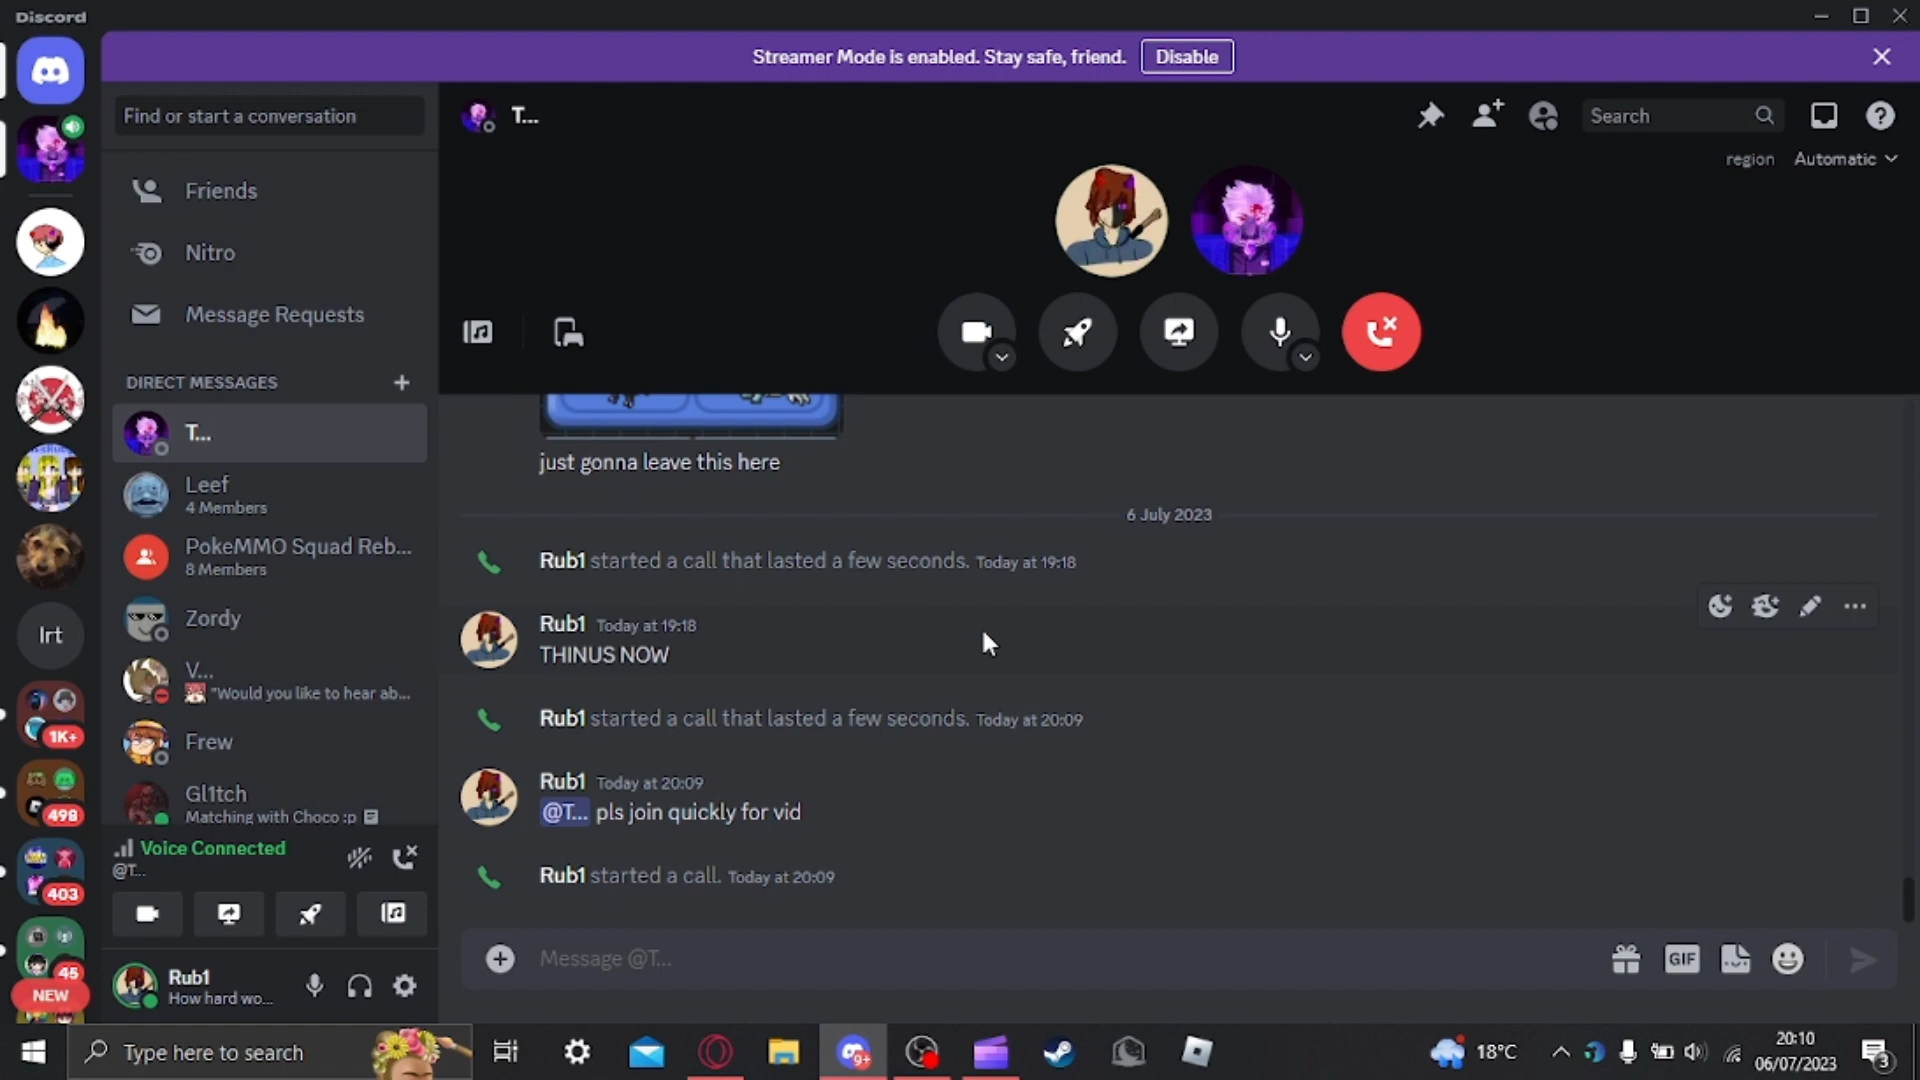 Discord
Streamer Mode is enabled. Stay safe, friend.
Disable
Find or start a conversation
T...
Search
region
Automatic
Friends
Nitro
Message Requests
DIRECT MESSAGES
T...
Leef
4 Members
PokeMMO Squad Reb...
8 Members
Zordy
V...
"Would you like to hear ab...
Frew
Gl1tch
Matching with Choco :p
just gonna leave this here
6 July 2023
Rub1 started a call that lasted a few seconds. Today at 19:18
Rub1 Today at 19:18
THINUS NOW
Rub1 started a call that lasted a few seconds. Today at 20:09
Rub1 Today at 20:09
@T... pls join quickly for vid
Rub1 started a call. Today at 20:09
Irt
1K+
498
403
45
NEW
Voice Connected
@T...
Rub1
How hard wo...
Message @T...
GIF
Type here to search
9+
18°C
20:10
06/07/2023
3